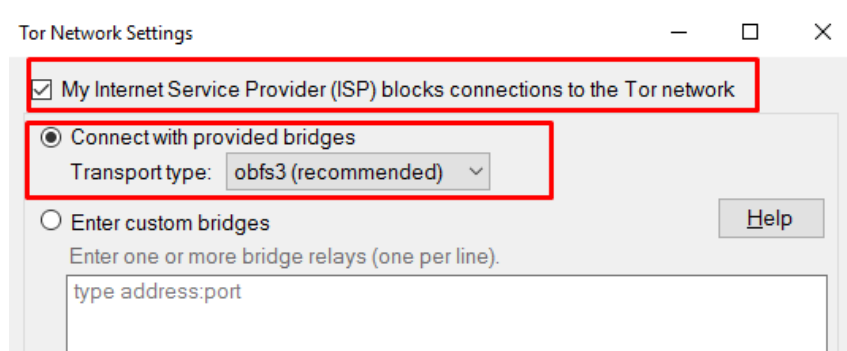 Tor Network Settings
My Internet Service Provider (ISP) blocks connections to the Tor network
Connect with provided bridges
Transport type: obfs3 (recommended)
Enter custom bridges
Help
Enter one or more bridge relays (one per line).
type address:port